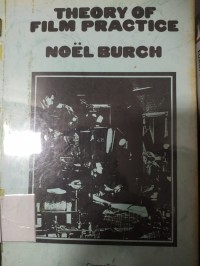 THEORY OF
FILM PRACTICE
NOËL BURCH